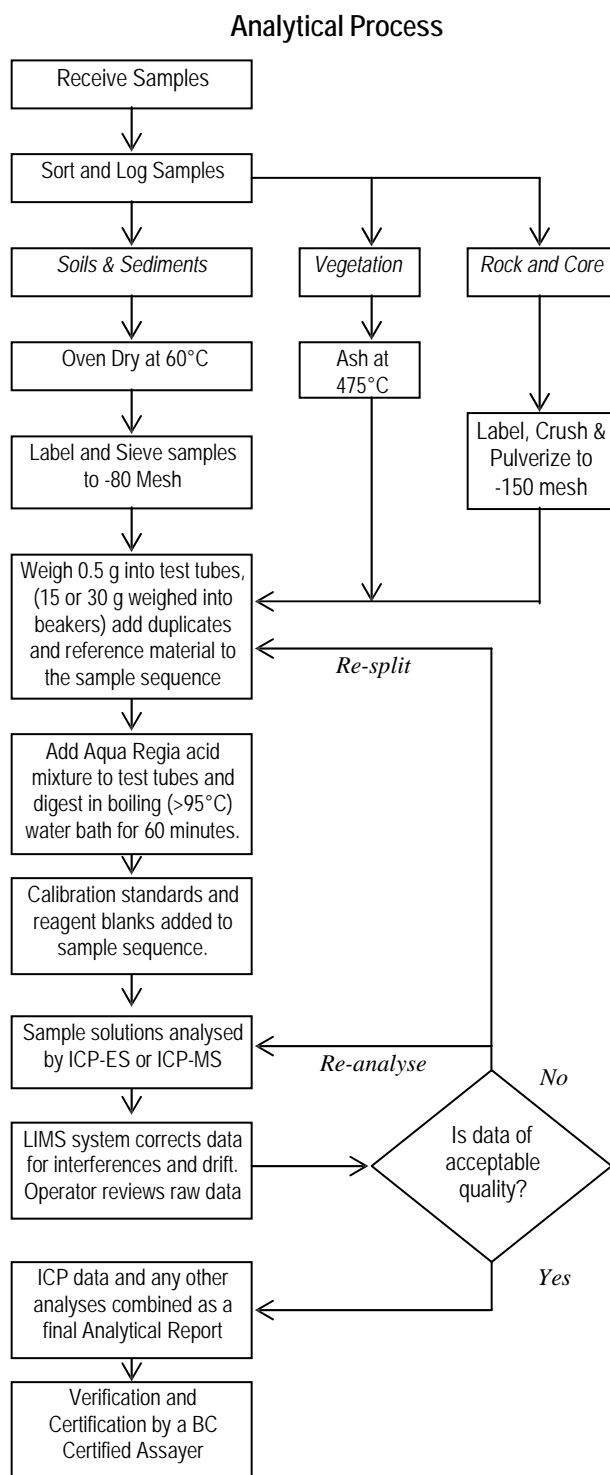 Analytical Process
Receive Samples
Sort and Log Samples
Soils & Sediments
Vegetation
Rock and Core
Oven Dry at 60°C
Ash at
475°C
Label, Crush &
Pulverize to
-150 mesh
Label and Sieve samples
to -80 Mesh
Weigh 0.5 g into test tubes,
(15 or 30 g weighed into
beakers) add duplicates
and reference material to
the sample sequence
Re-split
Add Aqua Regia acid
mixture to test tubes and
digest in boiling (>95°C)
water bath for 60 minutes.
Calibration standards and
reagent blanks added to
sample sequence.
Sample solutions analysed
by ICP-ES or ICP-MS
Re-analyse
No
LIMS system corrects data
for interferences and drift.
Operator reviews raw data
Is data of
acceptable
quality?
Yes
ICP data and any other
analyses combined as a
final Analytical Report
Verification and
Certification by a BC
Certified Assayer